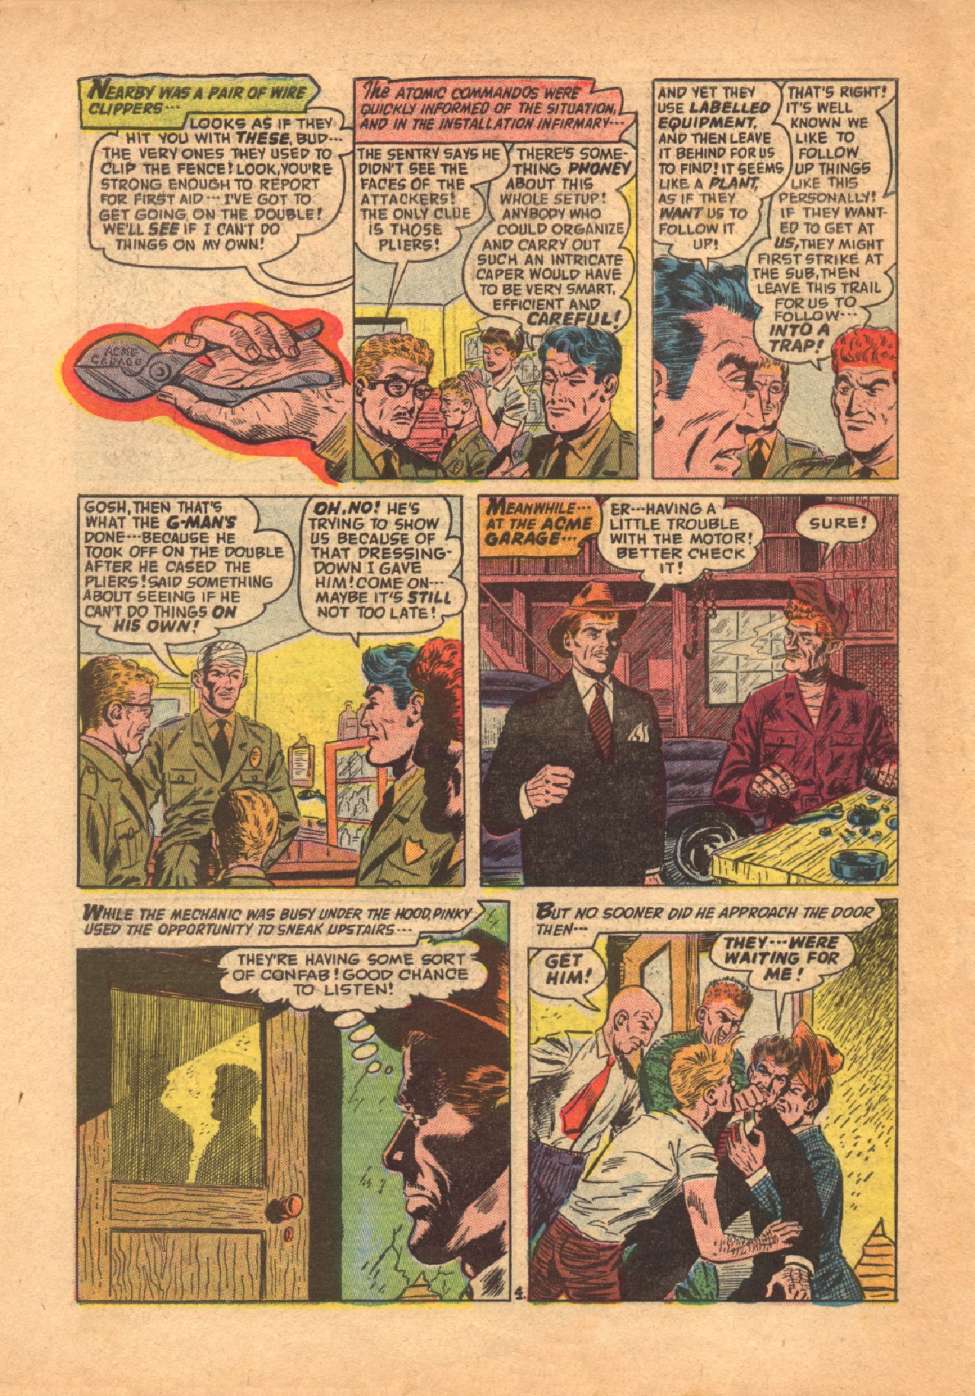 NEARBY WAS A PAIR OF WIRE
CLIPPERS---
LOOKS AS IF THEY
HIT YOU WITH THESE, BUD---
THE VERY ONES THEY USED TO
CLIP THE FENCE! LOOK, YOU'RE
STRONG ENOUGH TO REPORT
FOR FIRST AID--- I'VE GOT TO
GET GOING, ON THE DOUBLE!
WE'LL SEE IF I CAN'T DO
THINGS ON MY OWN!
ACME
GARAGE
The ATOMIC COMMANDOS WERE
QUICKLY INFORMED OF THE SITUATION,
AND IN THE INSTALLATION INFIRMARY---
THE SENTRY SAYS HE
DIDN'T SEE THE
FACES OF THE
ATTACKERS!
THE ONLY CLUE
IS THOSE
PLIERS!
THERE'S SOME-
THING PHONEY
ABOUT THIS
WHOLE SETUP!
ANYBODY WHO
COULD ORGANIZE
AND CARRY OUT
SUCH AN INTRICATE
CAPER WOULD HAVE
TO BE VERY SMART,
EFFICIENT AND
CAREFUL!
AND YET THEY
USE LABELLED
EQUIPMENT,
AND THEN LEAVE
IT BEHIND FOR US
TO FIND! IT SEEMS
LIKE A PLANT,
AS IF THEY
WANT US TO
FOLLOW IT
UP!
THAT'S RIGHT!
IT'S WELL
KNOWN WE
LIKE TO
FOLLOW
UP THINGS
LIKE THIS
PERSONALLY!
IF THEY WANT-
ED TO GET AT
US, THEY MIGHT
FIRST STRIKE AT
THE SUB, THEN
LEAVE THIS TRAIL
FOR US TO
FOLLOW---
INTO A
TRAP!
GOSH, THEN THAT'S
WHAT THE G-MAN'S
DONE---BECAUSE HE
TOOK OFF ON THE DOUBLE
AFTER HE CASED THE
PLIERS! SAID SOMETHING
ABOUT SEEING IF HE
CAN'T DO THINGS ON
HIS OWN!
OH, NO! HE'S
TRYING TO SHOW
US BECAUSE OF
THAT DRESSING-
DOWN I GAVE
HIM! COME ON---
MAYBE IT'S STILL
NOT TOO LATE!
MEANWHILE---
AT THE ACME
GARAGE---
ER---HAVING A
LITTLE TROUBLE
WITH THE MOTOR!
BETTER CHECK
IT!
SURE!
WHILE THE MECHANIC WAS BUSY UNDER THE HOOD, PINKY
USED THE OPPORTUNITY TO SNEAK UPSTAIRS---
THEY'RE HAVING SOME SORT
OF CONFAB! GOOD CHANCE
TO LISTEN!
4.
BUT NO SOONER DID HE APPROACH THE DOOR
THEN---
GET
HIM!
THEY---WERE
WAITING FOR
ME!